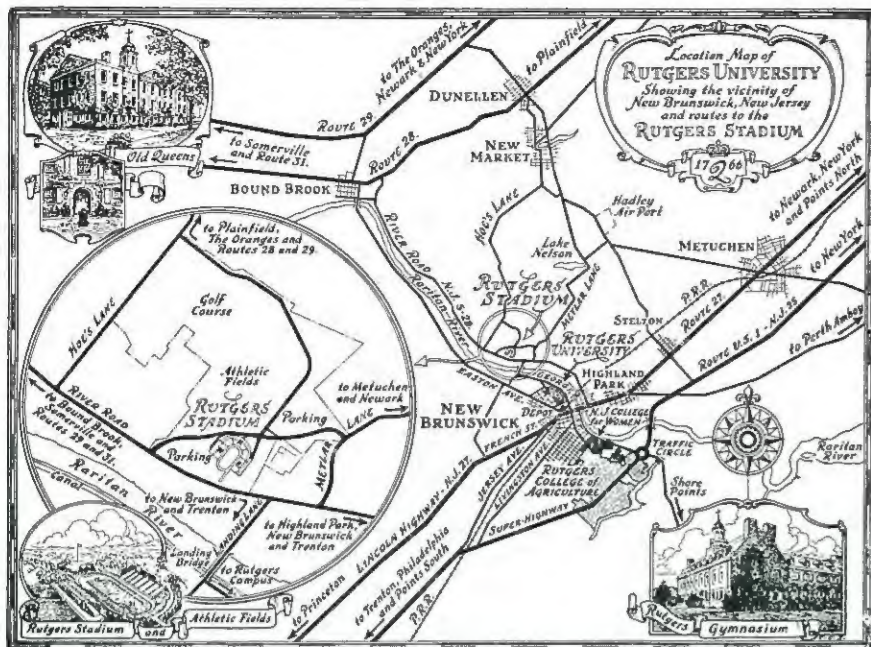 Location Map of
RUTGERS UNIVERSITY
Showing the vicinity of
New Brunswick, New Jersey
and routes to the
RUTGERS STADIUM
1766
Old Queens
to The Oranges,
Newark & New York
ROUTE 29.
to Somerville
and Route 31.
ROUTE 28.
to Plainfield
DUNELLEN
NEW
MARKET
BOUND BROOK
HOE'S LANE
Hadley
Air Port
Lake
Nelson
METLAR LANE
METUCHEN
to Newark, New York
and Points North
to New York
P.R.R.
ROUTE 27.
ROUTE U.S. 1 - N.J. 25
to Perth Amboy
STELTON
RIVER ROAD
N.J. S-28.
Raritan River
RUTGERS
STADIUM
RUTGERS
UNIVERSITY
GEORGE
HIGHLAND
PARK
EASTON
AVE.
DEPOT
N.J. COLLEGE
for WOMEN
NEW
BRUNSWICK
FRENCH ST.
JERSEY AVE.
LIVINGSTON AVE.
TRAFFIC
CIRCLE
Raritan
River
RUTGERS
COLLEGE OF
AGRICULTURE
Shore
Points
SUPER-HIGHWAY
LINCOLN HIGHWAY - N.J. 27.
to Princeton
to Trenton, Philadelphia
and Points South
P.R.R.
to Plainfield,
The Oranges and
Routes 28 and 29.
HOE'S LANE
Golf
Course
Athletic
Fields
RUTGERS
STADIUM
Parking
Parking
to Metuchen
and Newark
METLAR
LANE
RIVER ROAD
to Bound Brook,
Somerville and
Routes 29 and 31.
Raritan
River
Canal
to New Brunswick
and Trenton
LANDING LANE
to Highland Park,
New Brunswick
and Trenton
Landing
Bridge
to Rutgers
Campus
Rutgers Stadium and Athletic Fields
Rutgers Gymnasium